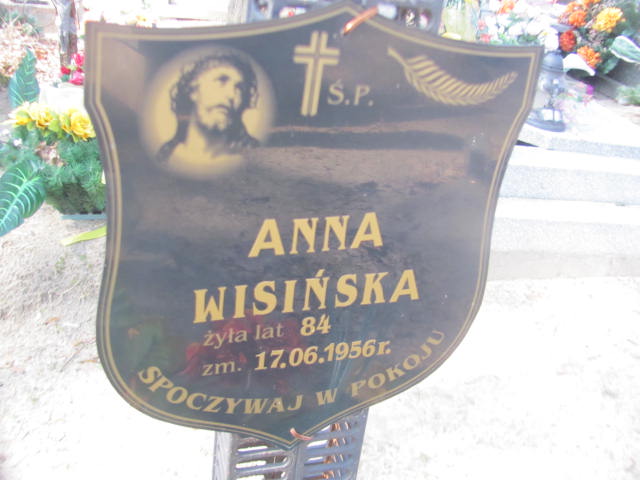 Ś.P.
ANNA
WISIŃSKA
żyła lat 84
zm. 17.06.1956r.
SPOCZYWAJ W POKOJU